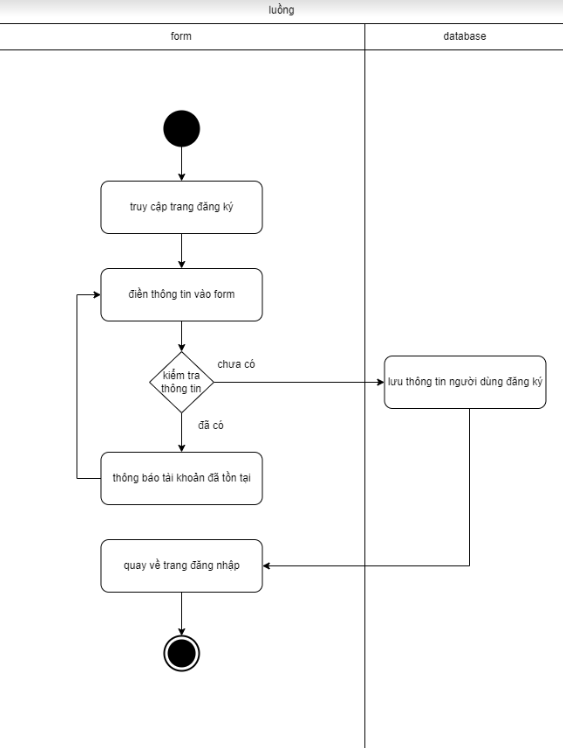 luồng
form
database
truy cập trang đăng ký
điền thông tin vào form
kiểm tra
thông tin
chưa có
lưu thông tin người dùng đăng ký
đã có
thông báo tài khoản đã tồn tại
quay về trang đăng nhập